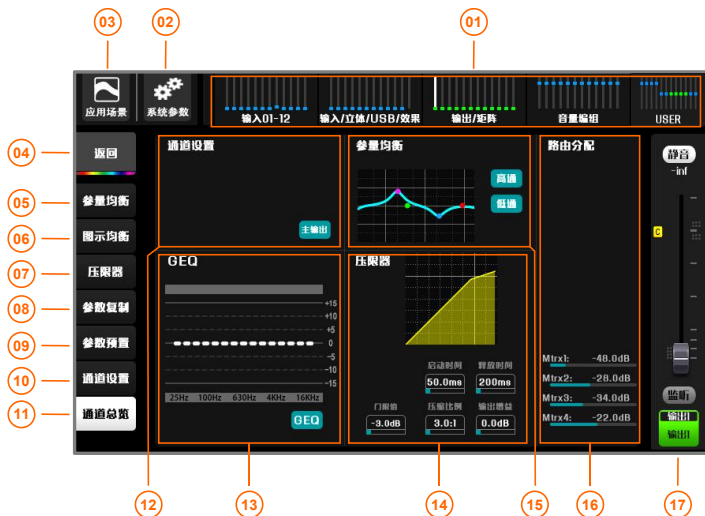 03
02
01
应用场景
系统参数
输入01-12
输入/立体/USB/效果
输出/矩阵
音量编组
USER
04
返回
05
参量均衡
06
图示均衡
07
压限器
08
参数复制
09
参数预置
10
通道设置
11
通道总览
通道设置
主输出
参量均衡
高通
低通
路由分配
Mtrx1: -48.0dB
Mtrx2: -28.0dB
Mtrx3: -34.0dB
Mtrx4: -22.0dB
GEQ
+15
+10
+5
0
-5
-10
-15
25Hz 100Hz 630Hz 4KHz 16KHz
GEQ
压限器
启动时间 释放时间
50.0ms 200ms
门限值 压缩比例 输出增益
-3.0dB 3.0:1 0.0dB
静音
-inf
C
监听
输出1
输出1
12
13
14
15
16
17